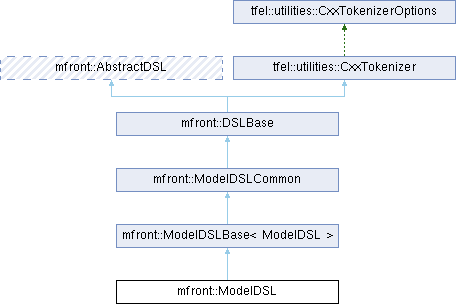 tfel::utilities::CxxTokenizerOptions
mfront::AbstractDSL
tfel::utilities::CxxTokenizer
mfront::DSLBase
mfront::ModelDSLCommon
mfront::ModelDSLBase< ModelDSL >
mfront::ModelDSL